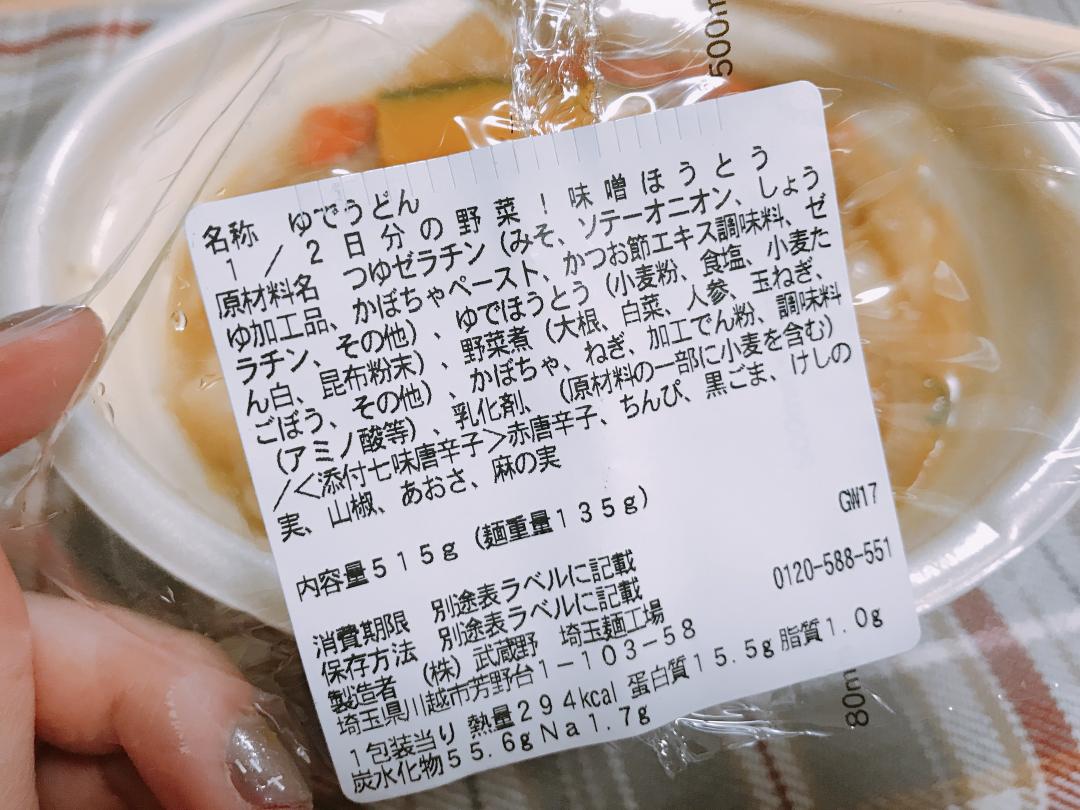 500m
名称 ゆでうどん
1/2日分の野菜!味噌ほうとう
原材料名 つゆゼラチン(みそ、ソテーオニオン、しょう
ゆ加工品、かぼちゃペースト、かつお節エキス調味料、ゼ
ラチン、その他)、ゆでほうとう(小麦粉、食塩、小麦た
ん白、昆布粉末)、野菜煮(大根、白菜、人参、玉ねぎ、
ごぼう、その他)、かぼちゃ、ねぎ、加工でん粉、調味料
(アミノ酸等)、乳化剤、(原材料の一部に小麦を含む)
/<添付七味唐辛子>赤唐辛子、ちんぴ、黒ごま、けしの
実、山椒、あおさ、麻の実
内容量515g(麺重量135g)
GW17
消費期限 別途表ラベルに記載
保存方法 別途表ラベルに記載
0120-588-551
製造者 (株)武蔵野 埼玉麺工場
埼玉県川越市芳野台1-103-58
1包装当り 熱量294kcal 蛋白質15.5g 脂質1.0g
炭水化物55.6g Na1.7g
80m